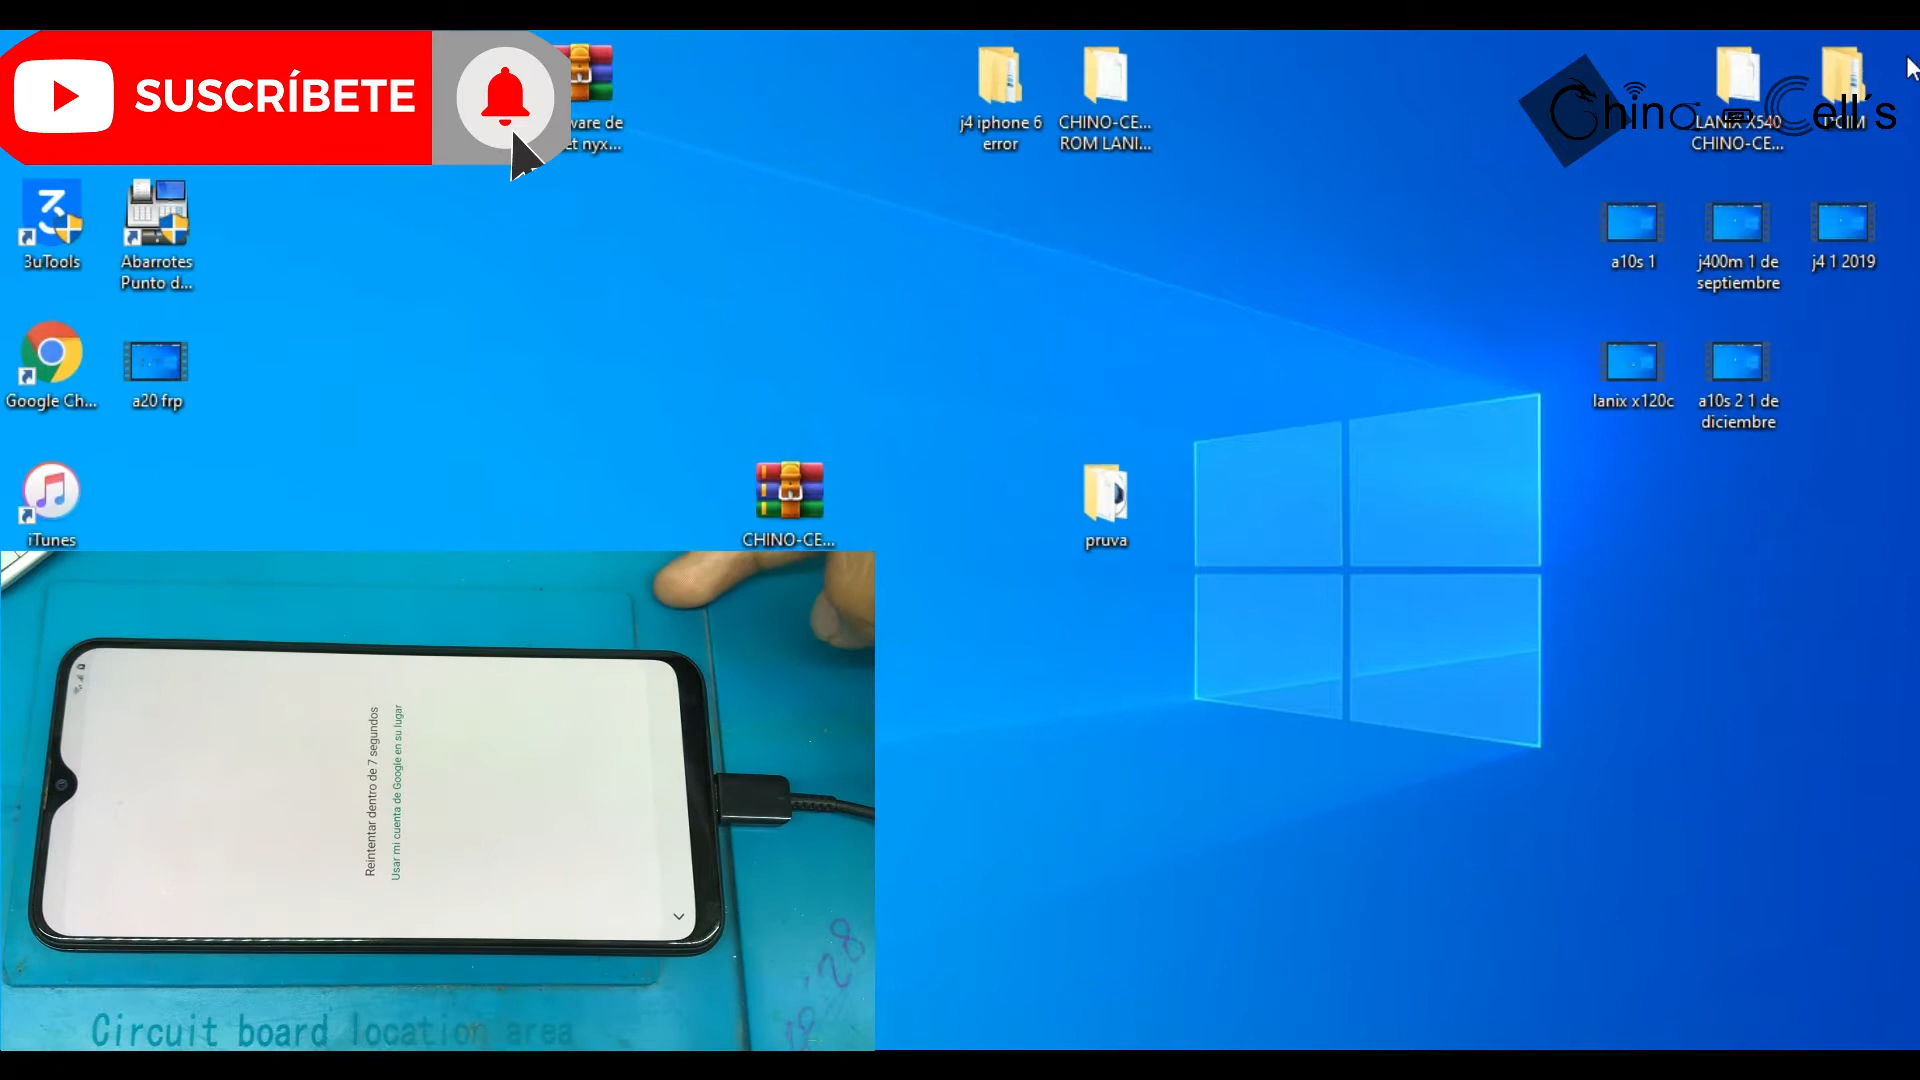 SUSCRÍBETE
ware de
et nyx...
j4 iphone 6
error
CHINO-CE...
ROM LANI...
Chino-Cell's
LANIX X540
CHINO-CE...
3uTools
Abarrotes
Punto d...
a10s 1
j400m 1 de
septiembre
j4 1 2019
Google Ch...
a20 frp
lanix x120c
a10s 2 1 de
diciembre
iTunes
CHINO-CE...
pruva
Reintentar dentro de 7 segundos
Usar mi cuenta de Google en su lugar
Circuit board location area